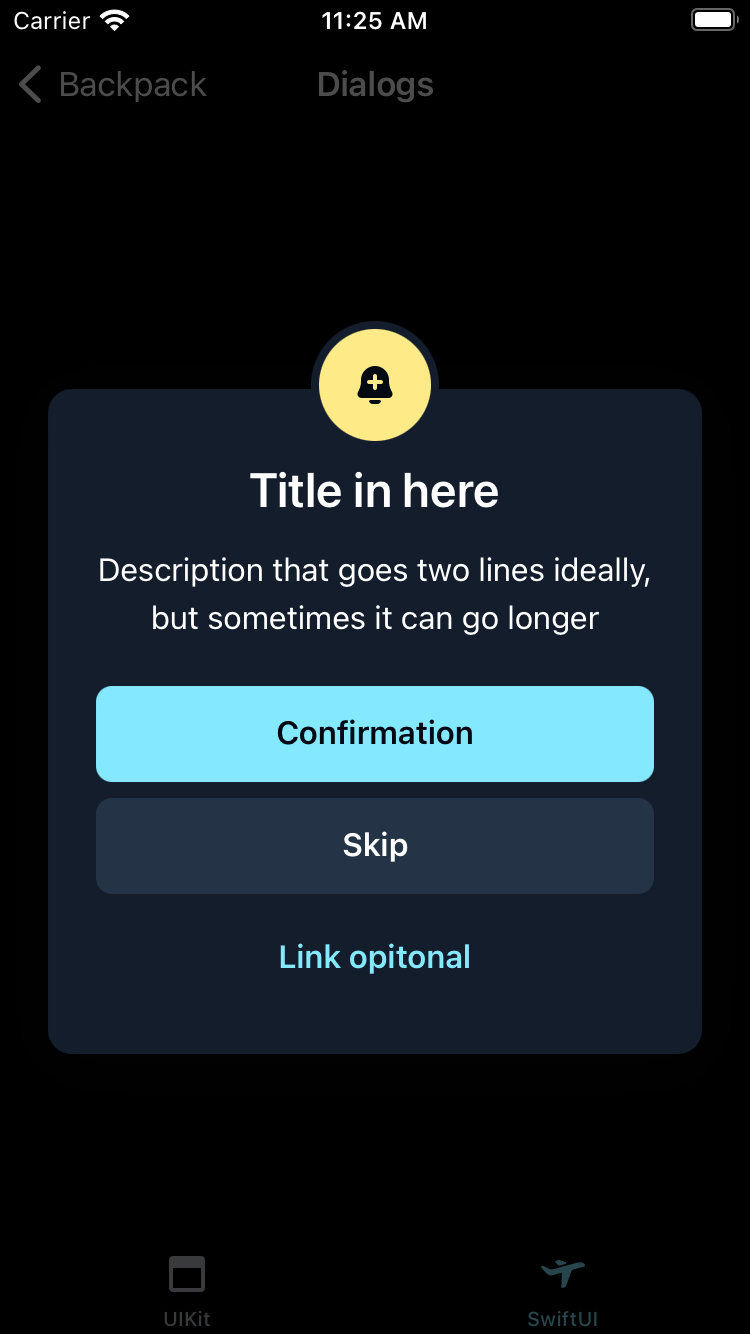 Carrier 11:25 AM
Backpack Dialogs
Title in here
Description that goes two lines ideally,
but sometimes it can go longer
Confirmation
Skip
Link opitonal
UIKit SwiftUI